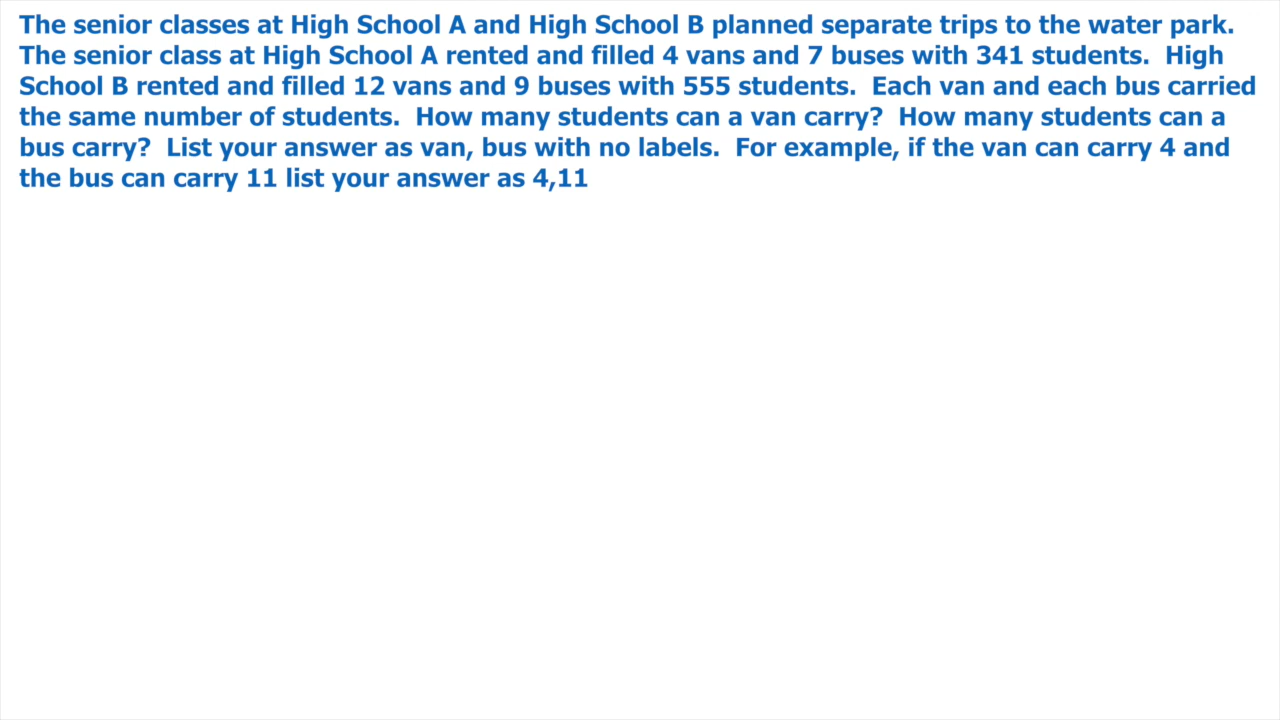 The senior classes at High School A and High School B planned separate trips to the water park.
The senior class at High School A rented and filled 4 vans and 7 buses with 341 students.  High
School B rented and filled 12 vans and 9 buses with 555 students.  Each van and each bus carried
the same number of students.  How many students can a van carry?  How many students can a
bus carry?  List your answer as van, bus with no labels.  For example, if the van can carry 4 and
the bus can carry 11 list your answer as 4,11